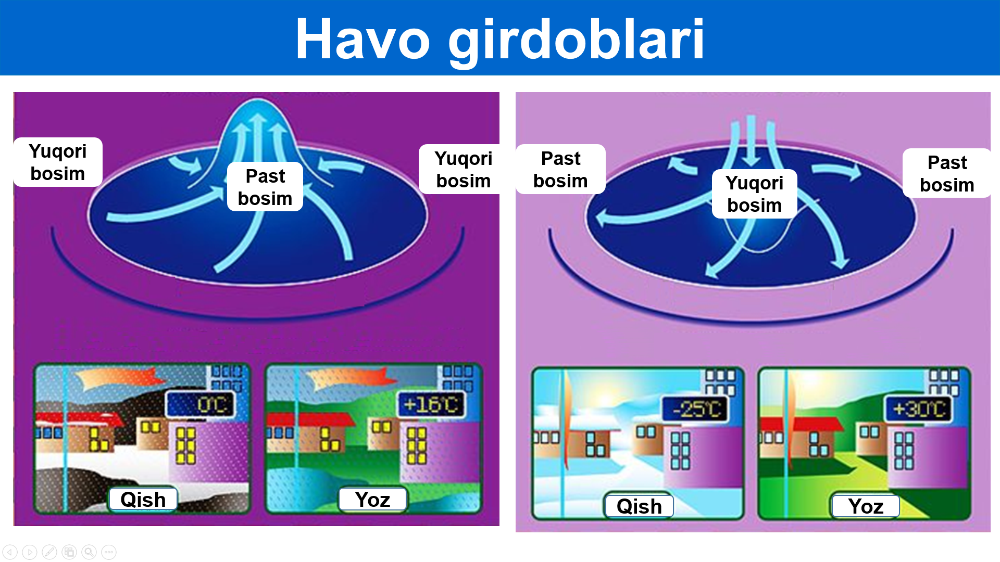 Havo girdoblari
Yuqori
bosim
Past
bosim
Yuqori
bosim
0°C
+16°C
Qish
Yoz
Past
bosim
Yuqori
bosim
Past
bosim
-25°C
+30°C
Qish
Yoz